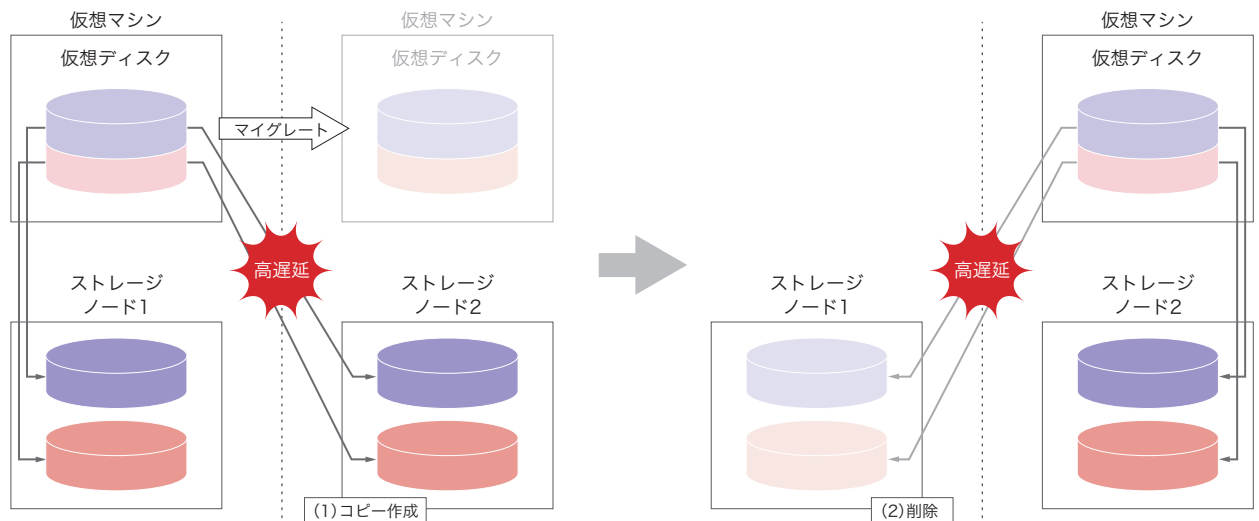 仮想マシン
仮想ディスク
仮想マシン
仮想ディスク
マイグレート
高遅延
ストレージ
ノード1
ストレージ
ノード2
(1)コピー作成
仮想マシン
仮想ディスク
高遅延
ストレージ
ノード1
ストレージ
ノード2
(2)削除